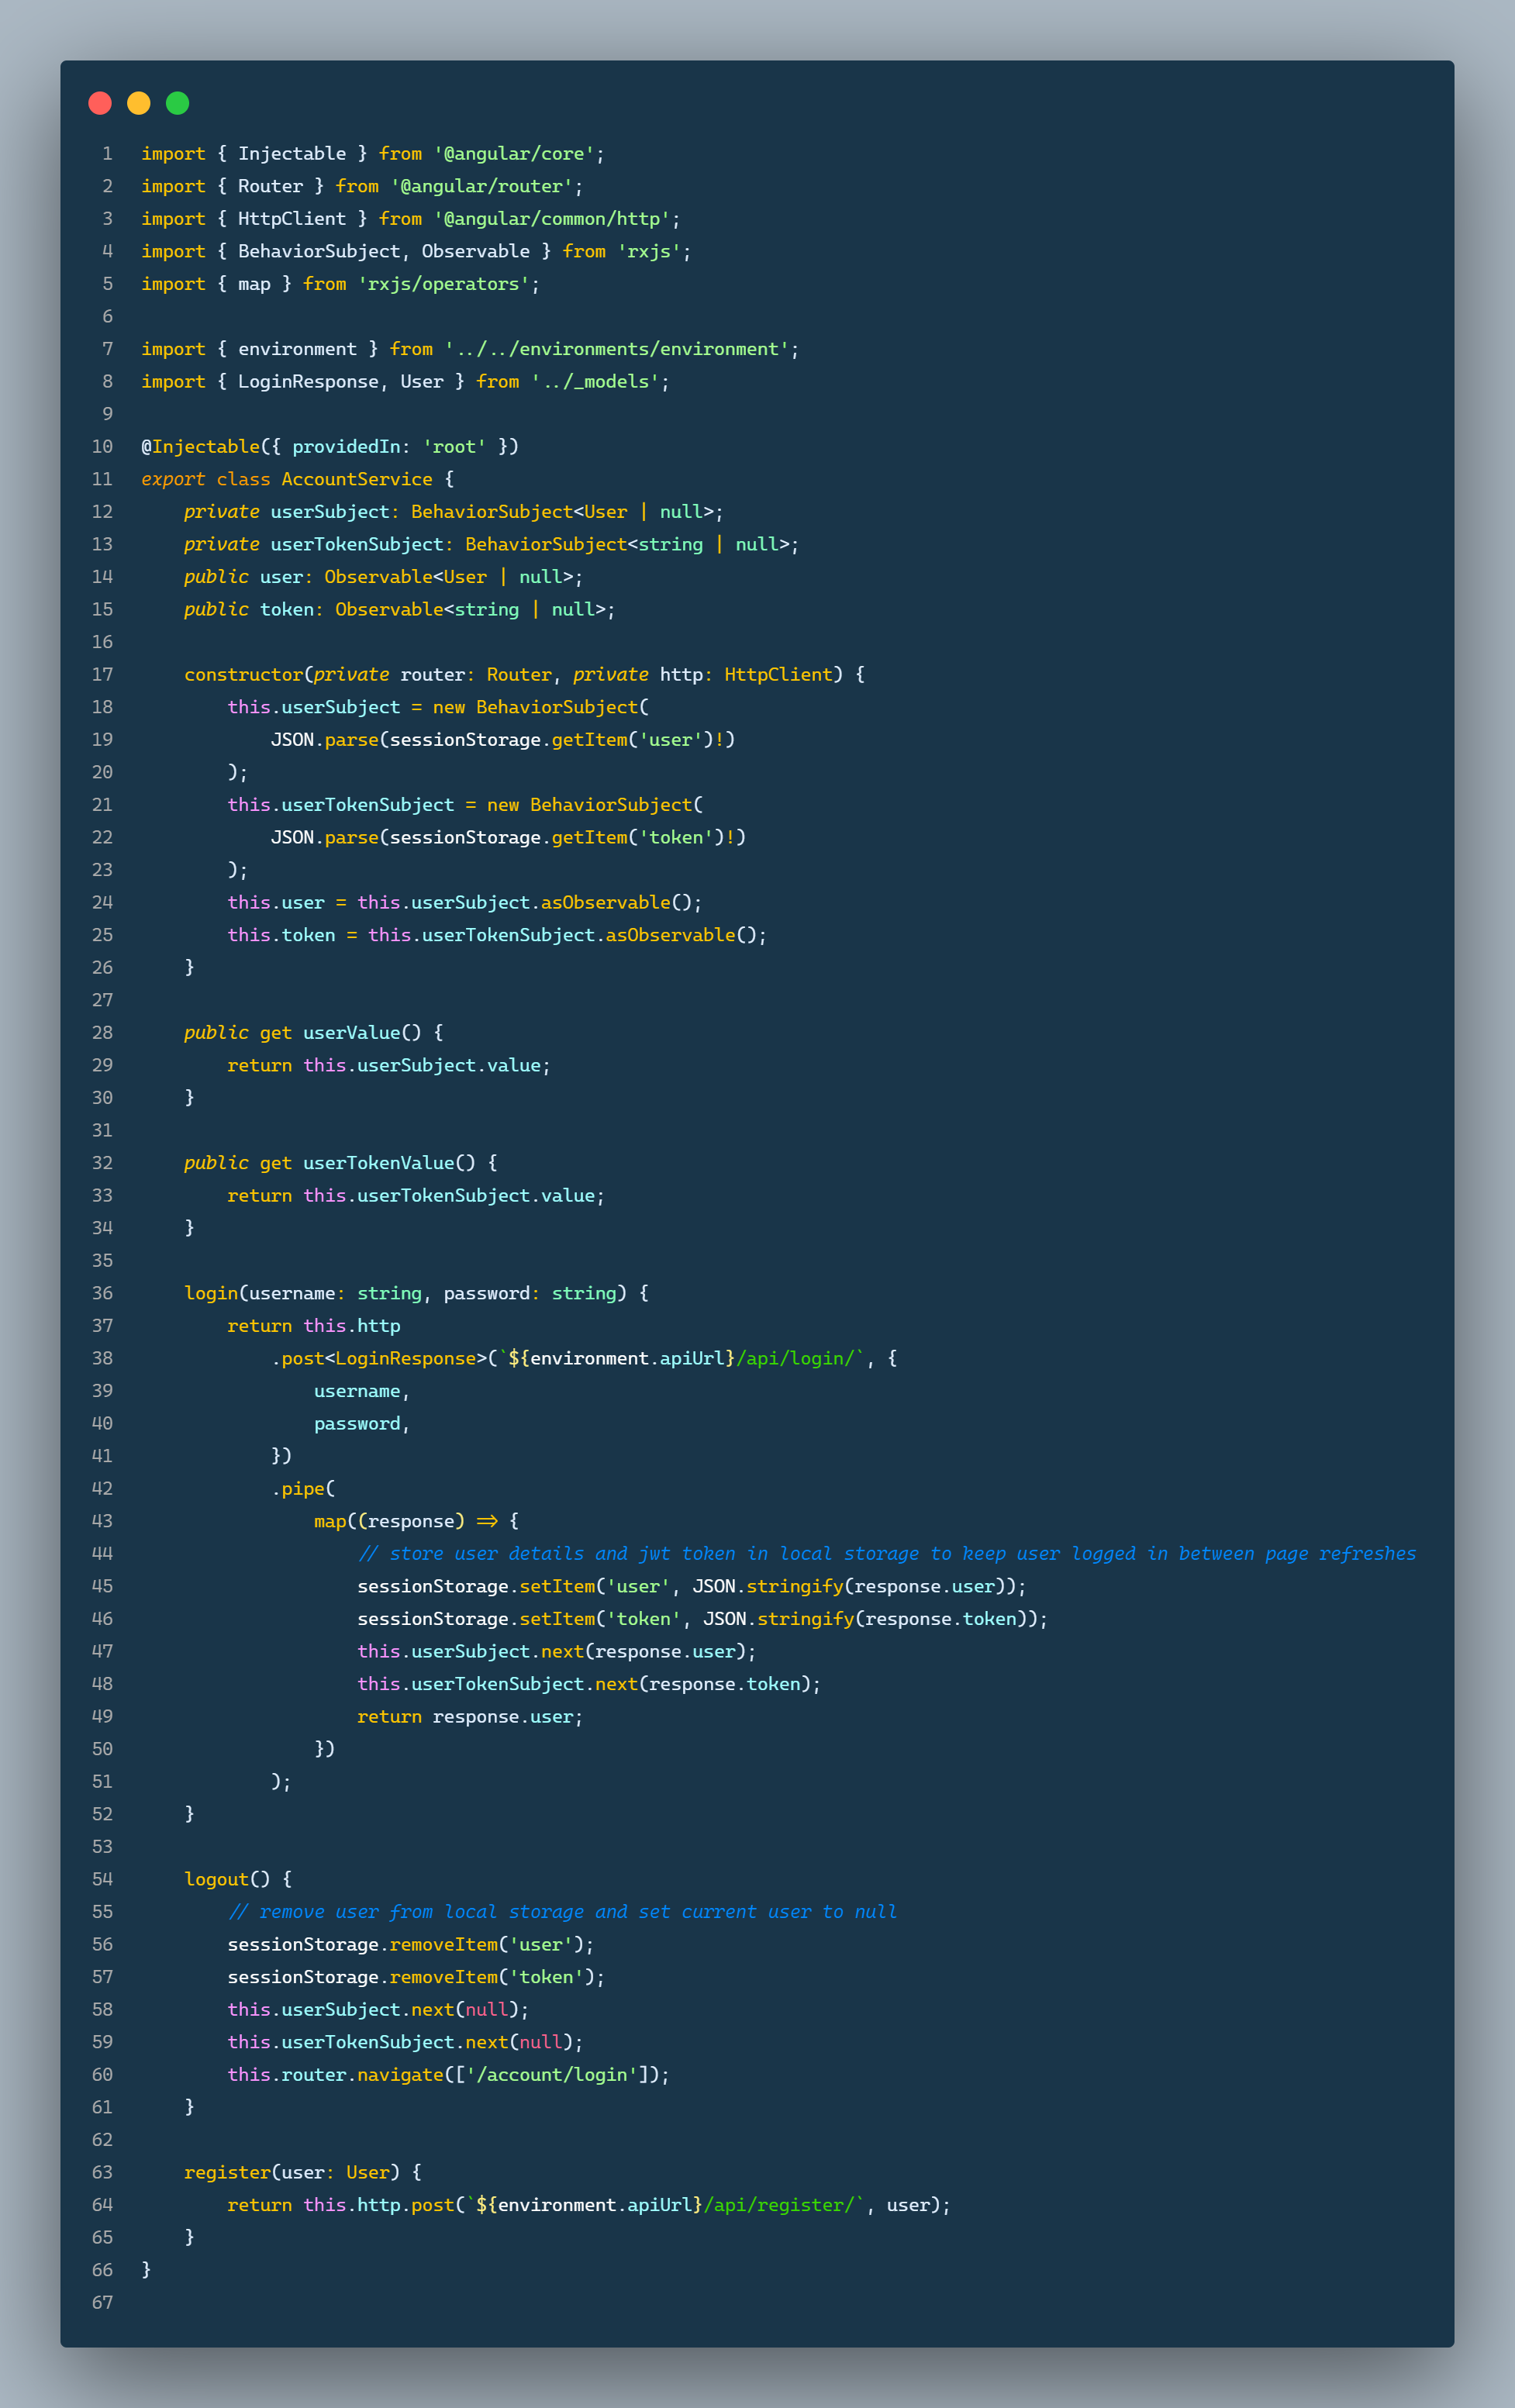 1 import { Injectable } from '@angular/core';
2 import { Router } from '@angular/router';
3 import { HttpClient } from '@angular/common/http';
4 import { BehaviorSubject, Observable } from 'rxjs';
5 import { map } from 'rxjs/operators';
6
7 import { environment } from '../../environments/environment';
8 import { LoginResponse, User } from '../_models';
9
10 @Injectable({ providedIn: 'root' })
11 export class AccountService {
12     private userSubject: BehaviorSubject<User | null>;
13     private userTokenSubject: BehaviorSubject<string | null>;
14     public user: Observable<User | null>;
15     public token: Observable<string | null>;
16
17     constructor(private router: Router, private http: HttpClient) {
18         this.userSubject = new BehaviorSubject(
19             JSON.parse(sessionStorage.getItem('user')!)
20         );
21         this.userTokenSubject = new BehaviorSubject(
22             JSON.parse(sessionStorage.getItem('token')!)
23         );
24         this.user = this.userSubject.asObservable();
25         this.token = this.userTokenSubject.asObservable();
26     }
27
28     public get userValue() {
29         return this.userSubject.value;
30     }
31
32     public get userTokenValue() {
33         return this.userTokenSubject.value;
34     }
35
36     login(username: string, password: string) {
37         return this.http
38             .post<LoginResponse>(`${environment.apiUrl}/api/login/`, {
39                 username,
40                 password,
41             })
42             .pipe(
43                 map((response) => {
44                     // store user details and jwt token in local storage to keep user logged in between page refreshes
45                     sessionStorage.setItem('user', JSON.stringify(response.user));
46                     sessionStorage.setItem('token', JSON.stringify(response.token));
47                     this.userSubject.next(response.user);
48                     this.userTokenSubject.next(response.token);
49                     return response.user;
50                 })
51             );
52     }
53
54     logout() {
55         // remove user from local storage and set current user to null
56         sessionStorage.removeItem('user');
57         sessionStorage.removeItem('token');
58         this.userSubject.next(null);
59         this.userTokenSubject.next(null);
60         this.router.navigate(['/account/login']);
61     }
62
63     register(user: User) {
64         return this.http.post(`${environment.apiUrl}/api/register/`, user);
65     }
66 }
67